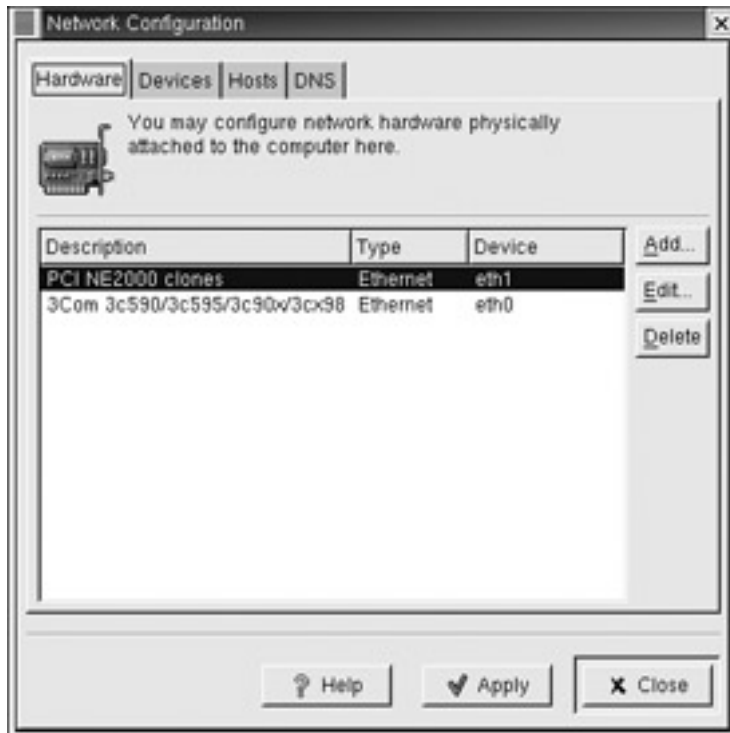 Network Configuration
Hardware Devices Hosts DNS
You may configure network hardware physically
attached to the computer here.
Description Type Device
PCI NE2000 clones Ethernet eth1
3Com 3c590/3c595/3c90x/3cx98 Ethernet eth0
Add...
Edit...
Delete
Help Apply Close